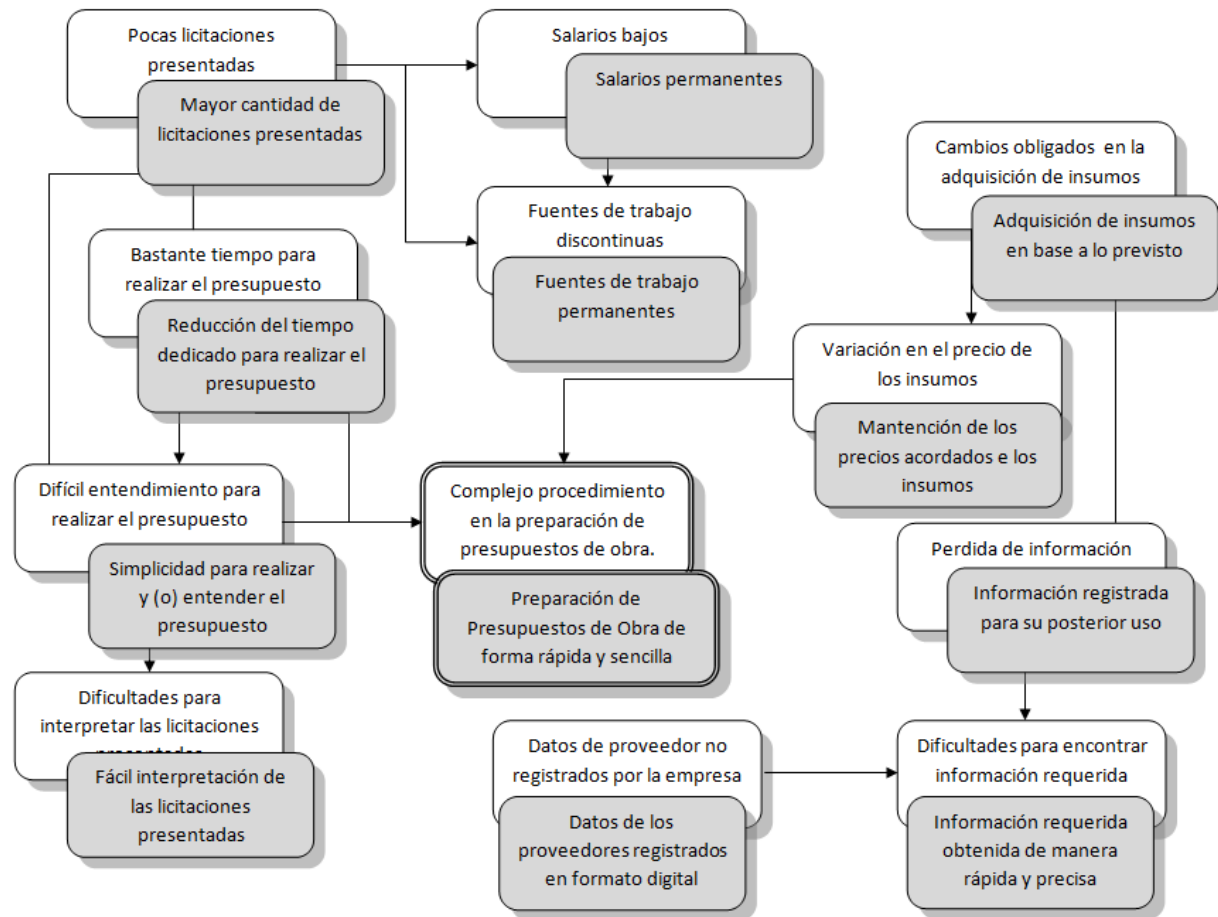 Pocas licitaciones
presentadas
Mayor cantidad de
licitaciones presentadas
Salarios bajos
Salarios permanentes
Cambios obligados en la
adquisición de insumos
Adquisición de insumos
en base a lo previsto
Fuentes de trabajo
discontinuas
Fuentes de trabajo
permanentes
Bastante tiempo para
realizar el presupuesto
Reducción del tiempo
dedicado para realizar el
presupuesto
Variación en el precio de
los insumos
Mantención de los
precios acordados e los
insumos
Difícil entendimiento para
realizar el presupuesto
Simplicidad para realizar
y (o) entender el
presupuesto
Complejo procedimiento
en la preparación de
presupuestos de obra.
Preparación de
Presupuestos de Obra de
forma rápida y sencilla
Perdida de información
Información registrada
para su posterior uso
Dificultades para
interpretar las licitaciones
presentadas
Fácil interpretación de
las licitaciones
presentadas
Datos de proveedor no
registrados por la empresa
Datos de los
proveedores registrados
en formato digital
Dificultades para encontrar
información requerida
Información requerida
obtenida de manera
rápida y precisa